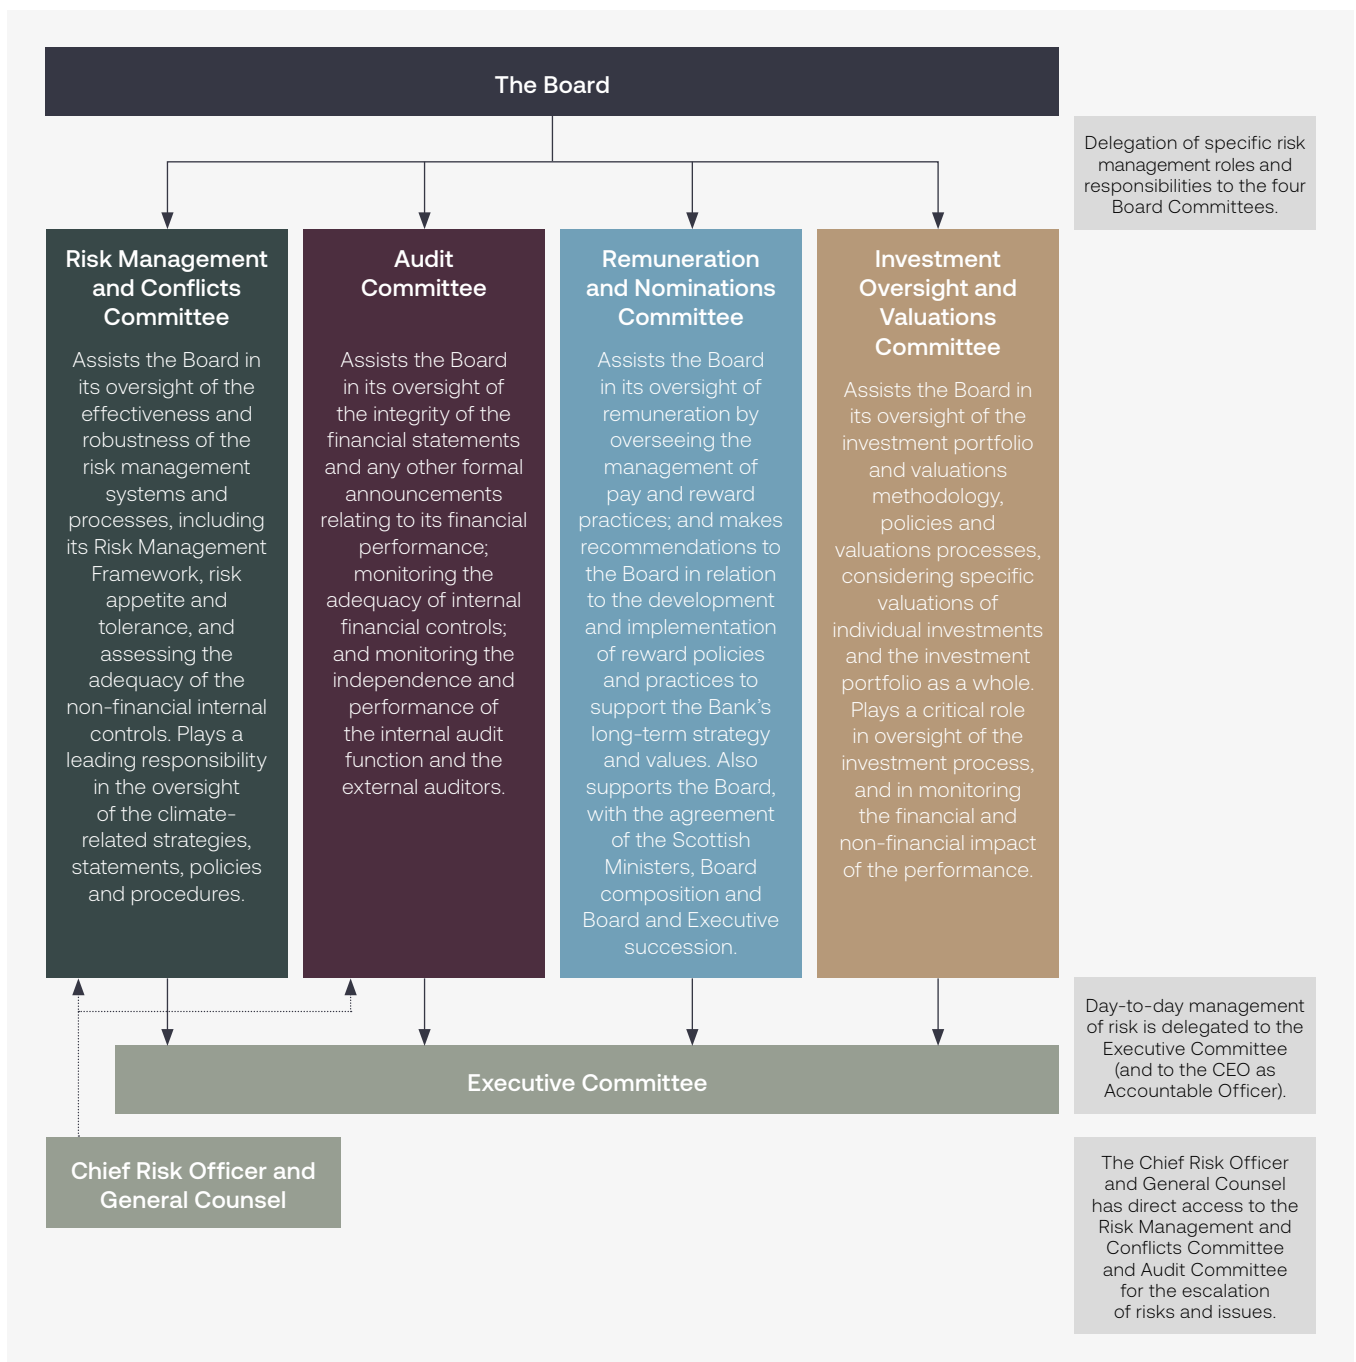 The Board
Delegation of specific risk
management roles and
responsibilities to the four
Board Committees.
Risk Management
and Conflicts
Committee
Assists the Board in
its oversight of the
effectiveness and
robustness of the
risk management
systems and
processes, including
its Risk Management
Framework, risk
appetite and
tolerance, and
assessing the
adequacy of the
non-financial internal
controls. Plays a
leading responsibility
in the oversight
of the climate-
related strategies,
statements, policies
and procedures.
Audit
Committee
Assists the Board
in its oversight of
the integrity of the
financial statements
and any other formal
announcements
relating to its financial
performance;
monitoring the
adequacy of internal
financial controls;
and monitoring the
independence and
performance of
the internal audit
function and the
external auditors.
Remuneration
and Nominations
Committee
Assists the Board
in its oversight of
remuneration by
overseeing the
management of
pay and reward
practices; and makes
recommendations to
the Board in relation
to the development
and implementation
of reward policies
and practices to
support the Bank’s
long-term strategy
and values. Also
supports the Board,
with the agreement
of the Scottish
Ministers, Board
composition and
Board and Executive
succession.
Investment
Oversight and
Valuations
Committee
Assists the Board in
its oversight of the
investment portfolio
and valuations
methodology,
policies and
valuations processes,
considering specific
valuations of
individual investments
and the investment
portfolio as a whole.
Plays a critical role
in oversight of the
investment process,
and in monitoring
the financial and
non-financial impact
of the performance.
Executive Committee
Day-to-day management
of risk is delegated to the
Executive Committee
(and to the CEO as
Accountable Officer).
Chief Risk Officer and
General Counsel
The Chief Risk Officer
and General Counsel
has direct access to the
Risk Management and
Conflicts Committee
and Audit Committee
for the escalation
of risks and issues.